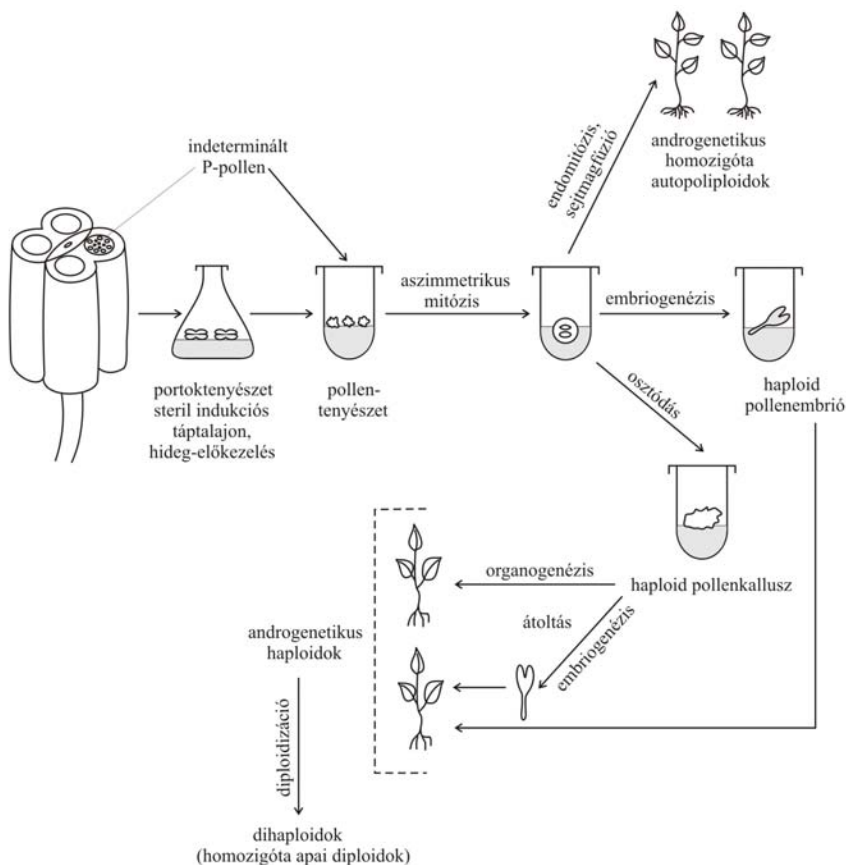 indeterminált
P-pollen
endomitózis,
sejtmagfúzió
androgenetikus
homozigóta
autopoliploidok
aszimmetrikus
mitózis
embriogenézis
portoktenyészet
steril indukciós
táptalajon,
hideg-előkezelés
pollen-
tenyészet
osztódás
haploid
pollenembrió
organogenézis
haploid pollenkallusz
átoltás
embriogenézis
androgenetikus
haploidok
diploidizáció
dihaploidok
(homozigóta apai diploidok)